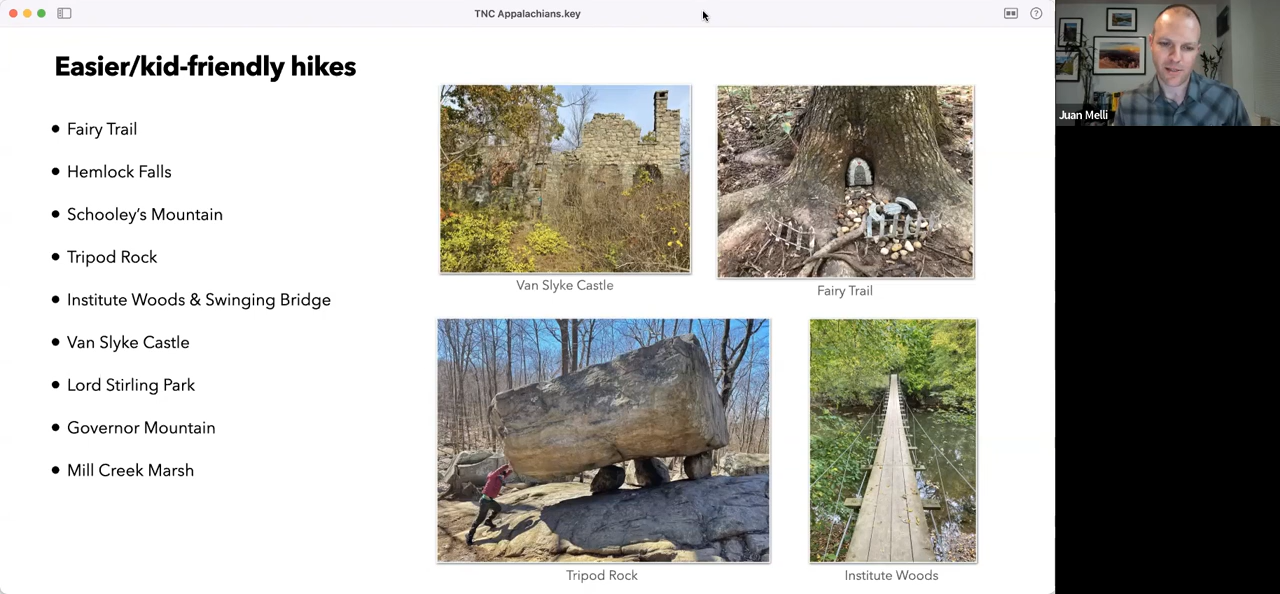 TNC Appalachians.key
Easier/kid-friendly hikes
• Fairy Trail
• Hemlock Falls
• Schooley's Mountain
• Tripod Rock
• Institute Woods & Swinging Bridge
• Van Slyke Castle
• Lord Stirling Park
• Governor Mountain
• Mill Creek Marsh
Van Slyke Castle
Fairy Trail
Tripod Rock
Institute Woods
Juan Melli